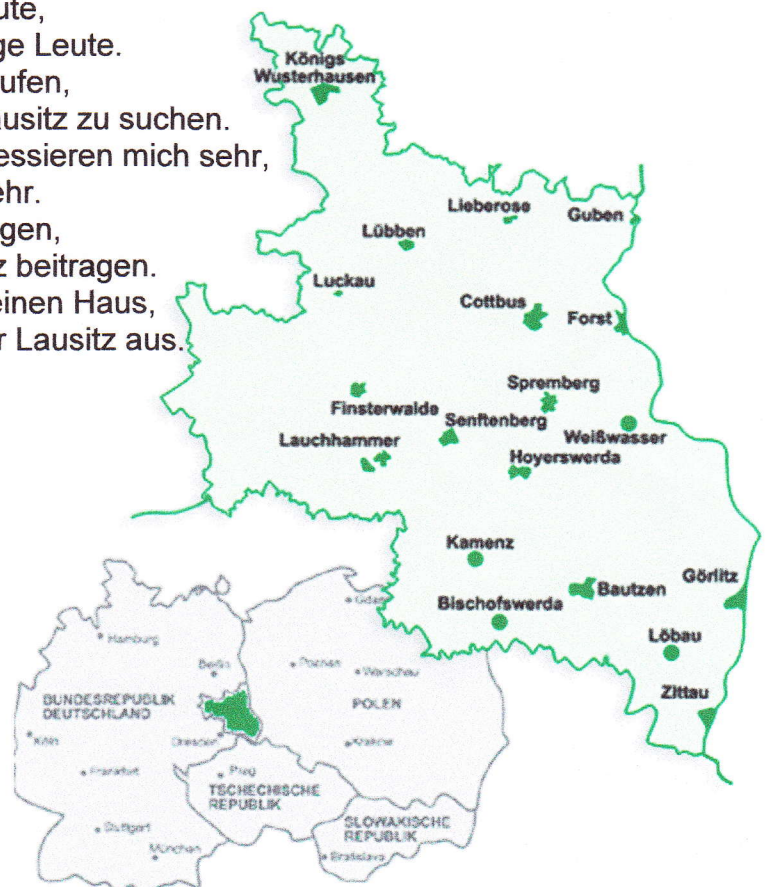 ute,
ge Leute.
ufen,
ausitz zu suchen.
essieren mich sehr,
ehr.
gen,
z beitragen.
einen Haus,
r Lausitz aus.
Königs
Wusterhausen
Lieberose
Guben
Lübben
Luckau
Cottbus
Forst
Spremberg
Finsterwalde
Senftenberg
Weißwasser
Lauchhammer
Hoyerswerda
Kamenz
Bautzen
Görlitz
Bischofswerda
Löbau
Zittau
Hamburg
Berlin
Poznan
Warschau
BUNDESREPUBLIK
DEUTSCHLAND
POLEN
Köln
Dresden
Krakow
Frankfurt
Prag
TSCHECHISCHE
REPUBLIK
SLOWAKISCHE
REPUBLIK
Stuttgart
München
Bratislava